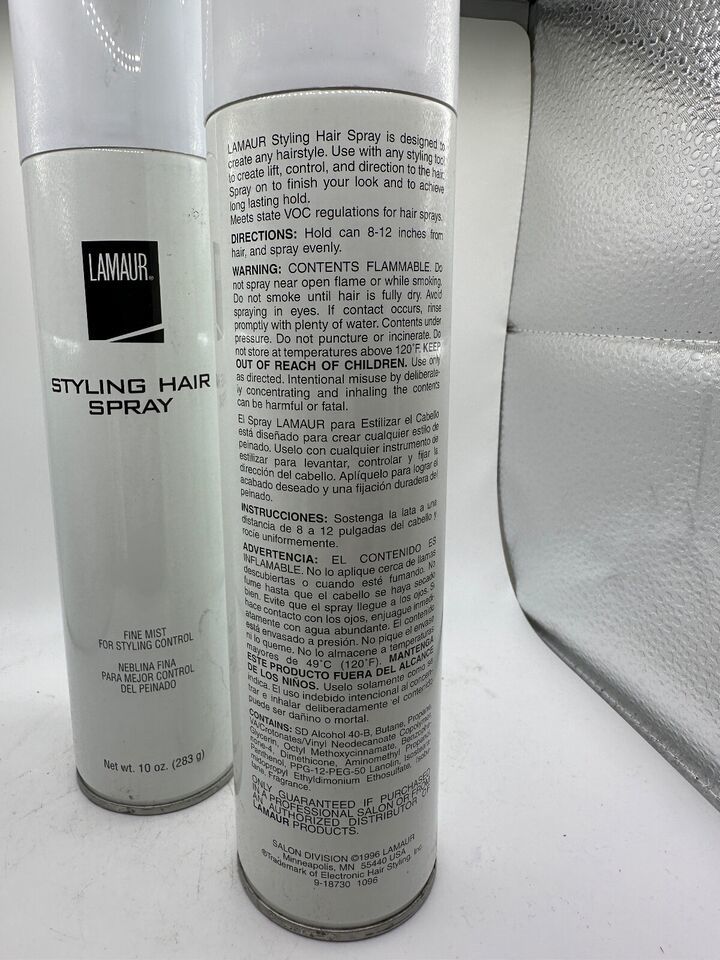 LAMAUR®
STYLING HAIR
SPRAY
FINE MIST
FOR STYLING CONTROL
NEBLINA FINA
PARA MEJOR CONTROL
DEL PEINADO
Net wt. 10 oz. (283 g)
LAMAUR Styling Hair Spray is designed to
create any hairstyle. Use with any styling tool
to create lift, control, and direction to the hair.
Spray on to finish your look and to achieve
long lasting hold.
Meets state VOC regulations for hair sprays.
DIRECTIONS: Hold can 8-12 inches from
hair, and spray evenly.
WARNING: CONTENTS FLAMMABLE. Do
not spray near open flame or while smoking.
Do not smoke until hair is fully dry. Avoid
spraying in eyes. If contact occurs, rinse
promptly with plenty of water. Contents under
pressure. Do not puncture or incinerate. Do
not store at temperatures above 120°F. KEEP
OUT OF REACH OF CHILDREN. Use only
as directed. Intentional misuse by deliberate-
ly concentrating and inhaling the contents
can be harmful or fatal.
El Spray LAMAUR para Estilizar el Cabello
está diseñado para crear cualquier estilo de
peinado. Uselo con cualquier instrumento de
estilizar para levantar, controlar y fijar la
dirección del cabello. Aplíquelo para lograr el
acabado deseado y una fijación duradera del
peinado.
INSTRUCCIONES: Sostenga la lata a una
distancia de 8 a 12 pulgadas del cabello y
rocíe uniformemente.
ADVERTENCIA: EL CONTENIDO ES
INFLAMABLE. No lo aplique cerca de llamas
descubiertas o cuando esté fumando. No
fume hasta que el cabello se haya secado
bien. Evite que el spray llegue a los ojos. Si
hace contacto con los ojos, enjuague inmedi-
atamente con agua abundante. El contenido
está envasado a presión. No pique el envase
ni lo queme. No lo almacene a temperaturas
mayores de 49°C (120°F). MANTENGA
ESTE PRODUCTO FUERA DEL ALCANCE
DE LOS NIÑOS. Uselo solamente como se
indica. El uso indebido intencional al concen-
trar e inhalar deliberadamente el contenido
puede ser dañino o mortal.
CONTAINS: SD Alcohol 40-B, Butane, Propane,
VA/Crotonates/Vinyl Neodecanoate Copolymer,
Glycerin, Octyl Methoxycinnamate, Benzophe-
none-4, Dimethicone, Aminomethyl Propanol,
Panthenol, PPG-12-PEG-50 Lanolin, Isostearamidopropyl Ethyldimonium Ethosulfate,
Fragrance.
ONLY GUARANTEED IF PURCHASED
IN A PROFESSIONAL SALON OR FROM
AN AUTHORIZED DISTRIBUTOR OF
LAMAUR PRODUCTS.
SALON DIVISION ©1996 LAMAUR
Minneapolis, MN 55440 USA
®Trademark of Electronic Hair Styling, Inc.
9-18730 1096